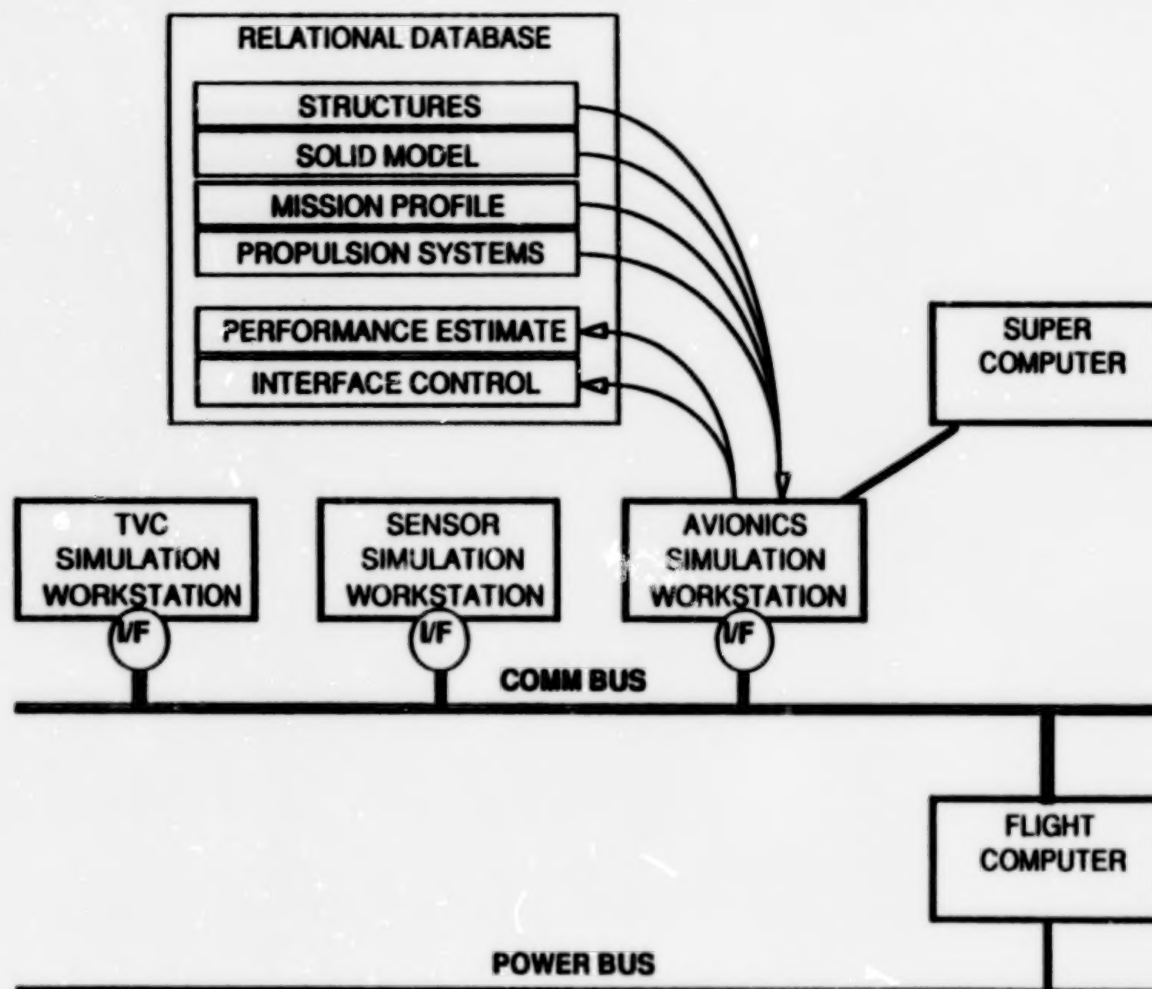 RELATIONAL DATABASE
STRUCTURES
SOLID MODEL
MISSION PROFILE
PROPULSION SYSTEMS
PERFORMANCE ESTIMATE
INTERFACE CONTROL
SUPER
COMPUTER
TVC
SIMULATION
WORKSTATION
I/F
SENSOR
SIMULATION
WORKSTATION
I/F
AVIONICS
SIMULATION
WORKSTATION
I/F
COMM BUS
FLIGHT
COMPUTER
POWER BUS